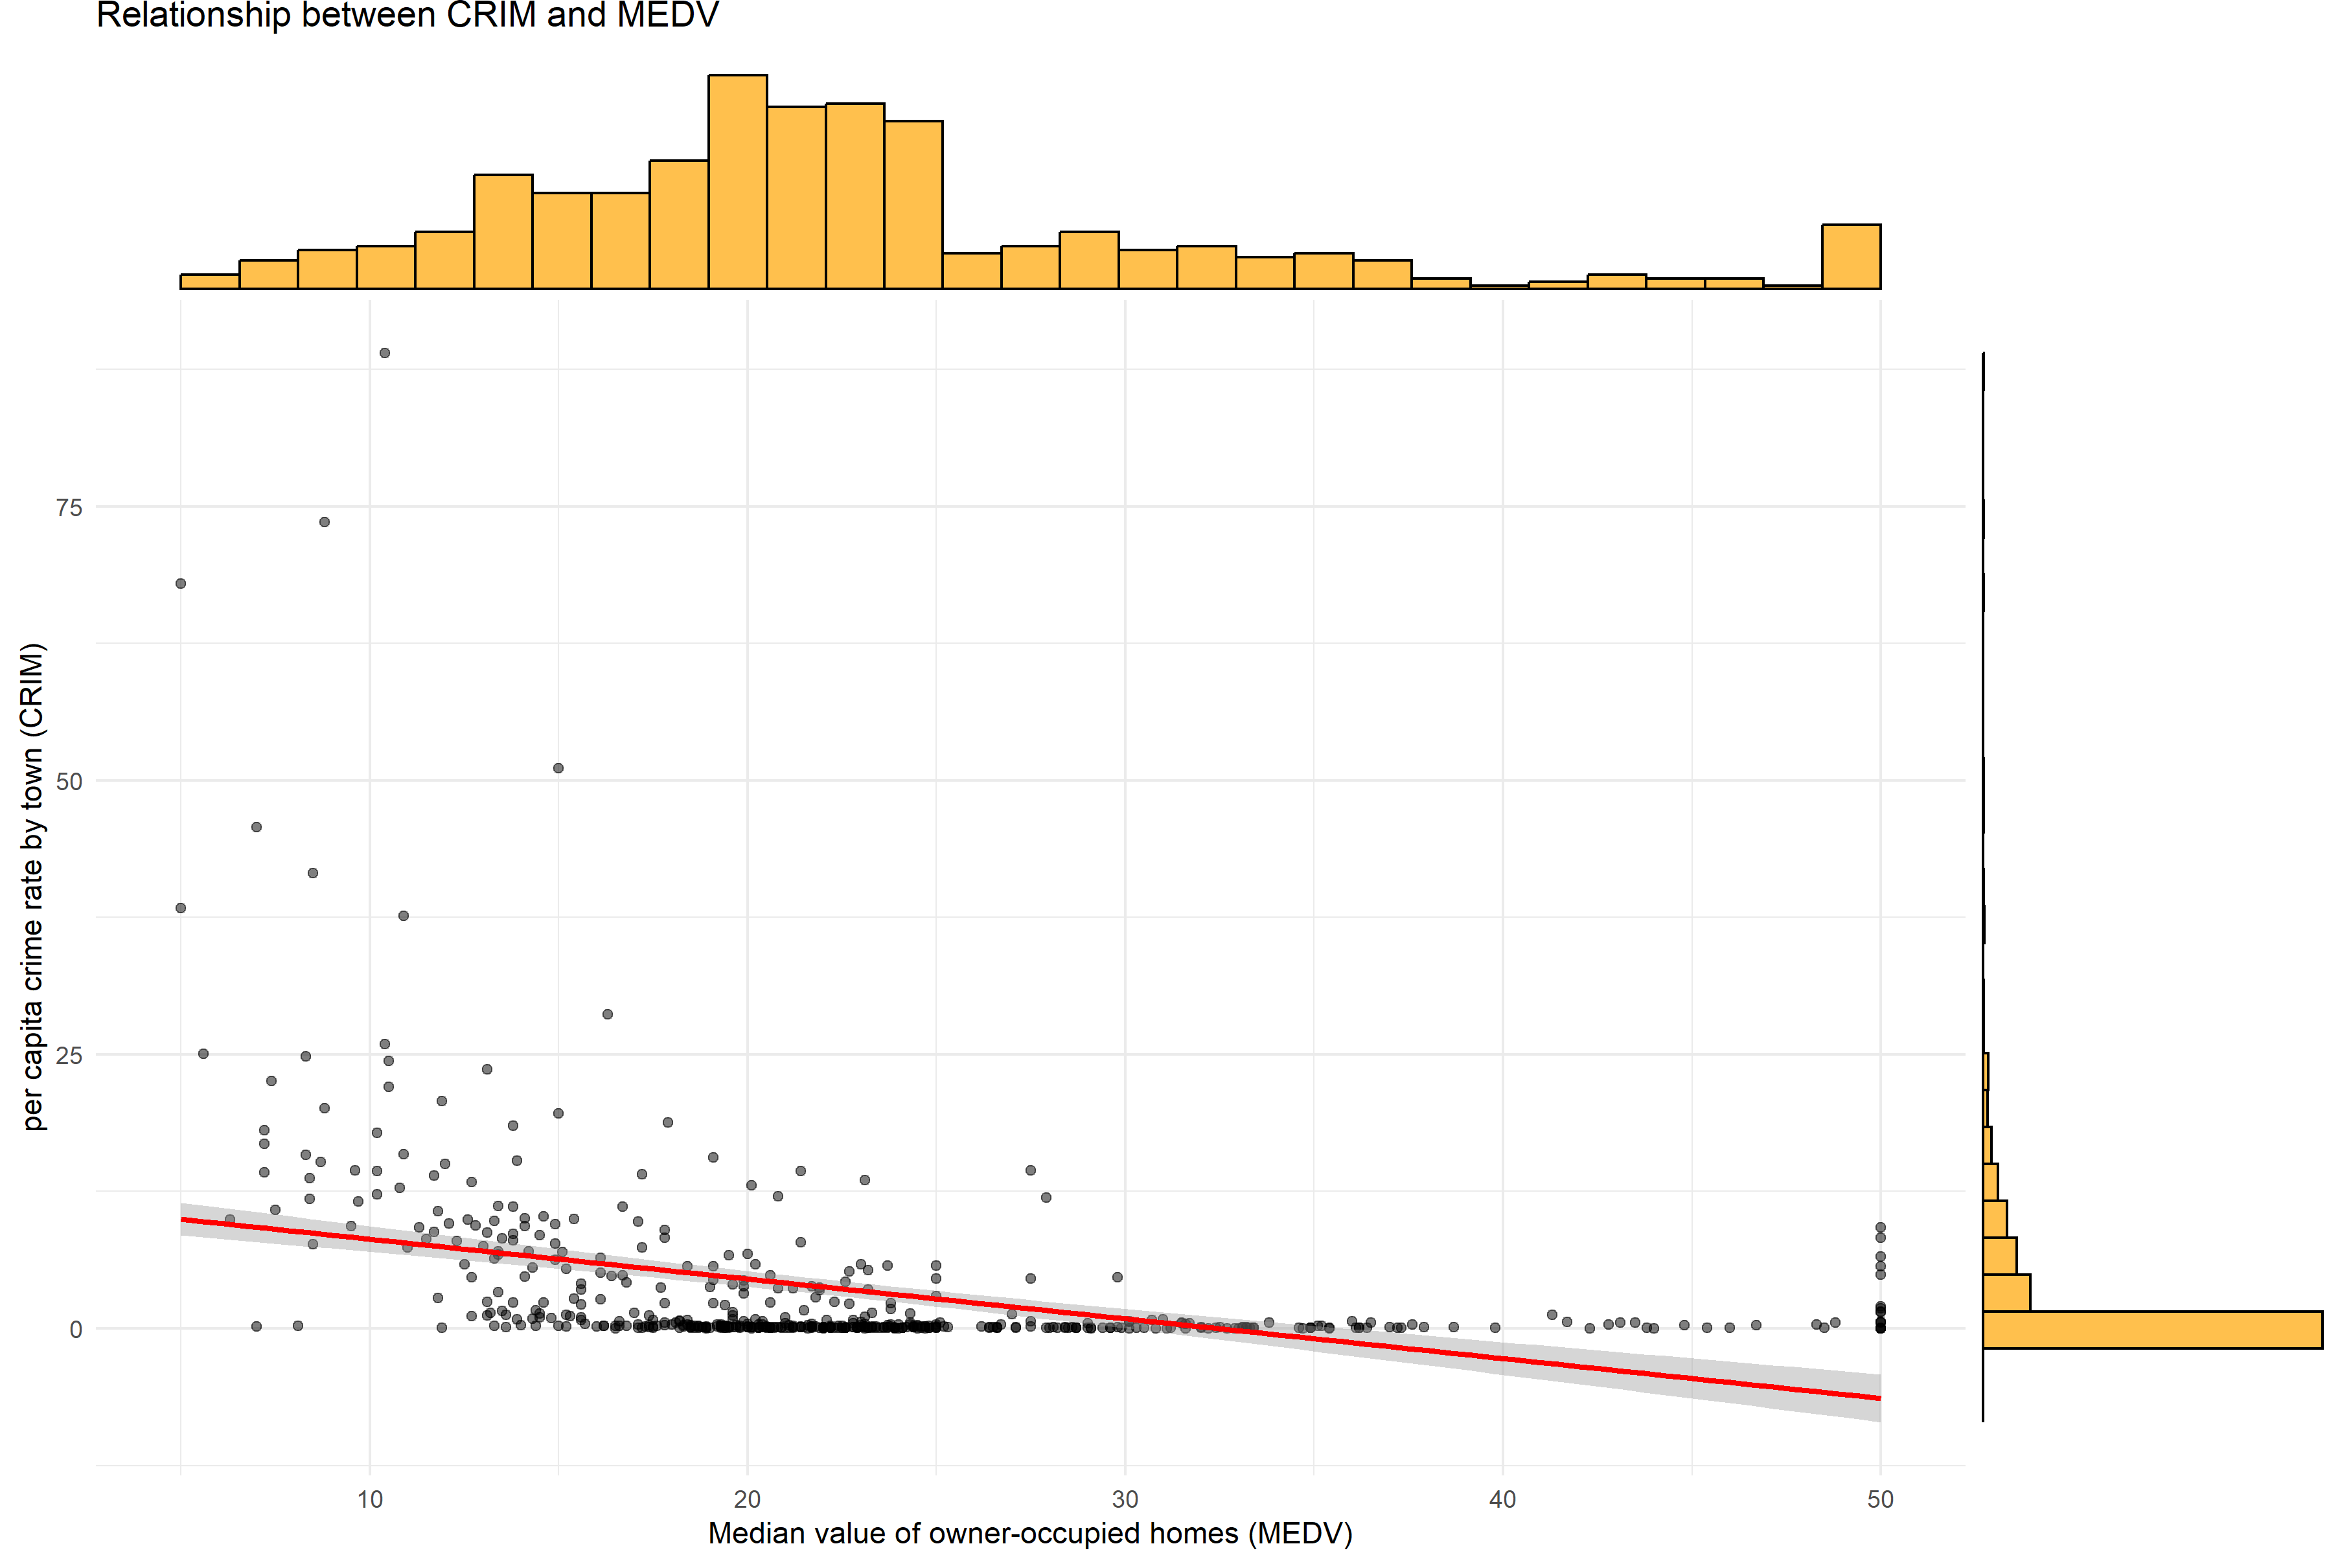 Relationship between CRIM and MEDV
per capita crime rate by town (CRIM)
75
50
25
0
10 20 30 40 50
Median value of owner-occupied homes (MEDV)